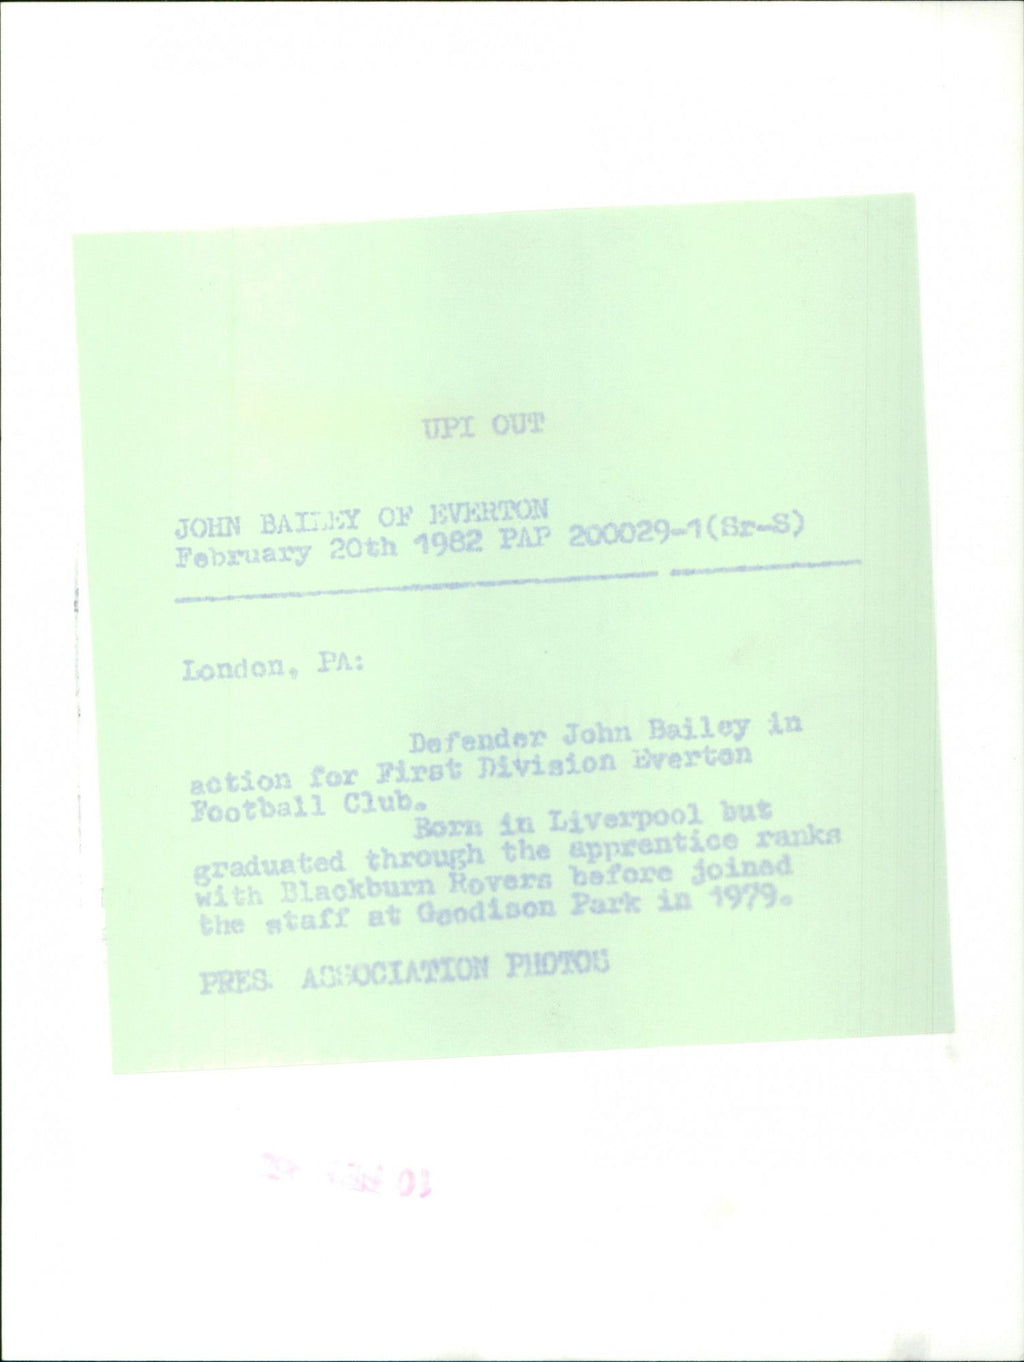 UPI OUT
JOHN BAILEY OF EVERTON
February 20th 1982 PAP 200029-1(Sr-S)
London, PA:
Defender John Bailey in
action for First Division Everton
Football Club.
Born in Liverpool but
graduated through the apprentice ranks
with Blackburn Rovers before joined
the staff at Goodison Park in 1979.
PRES. ASSOCIATION PHOTOS